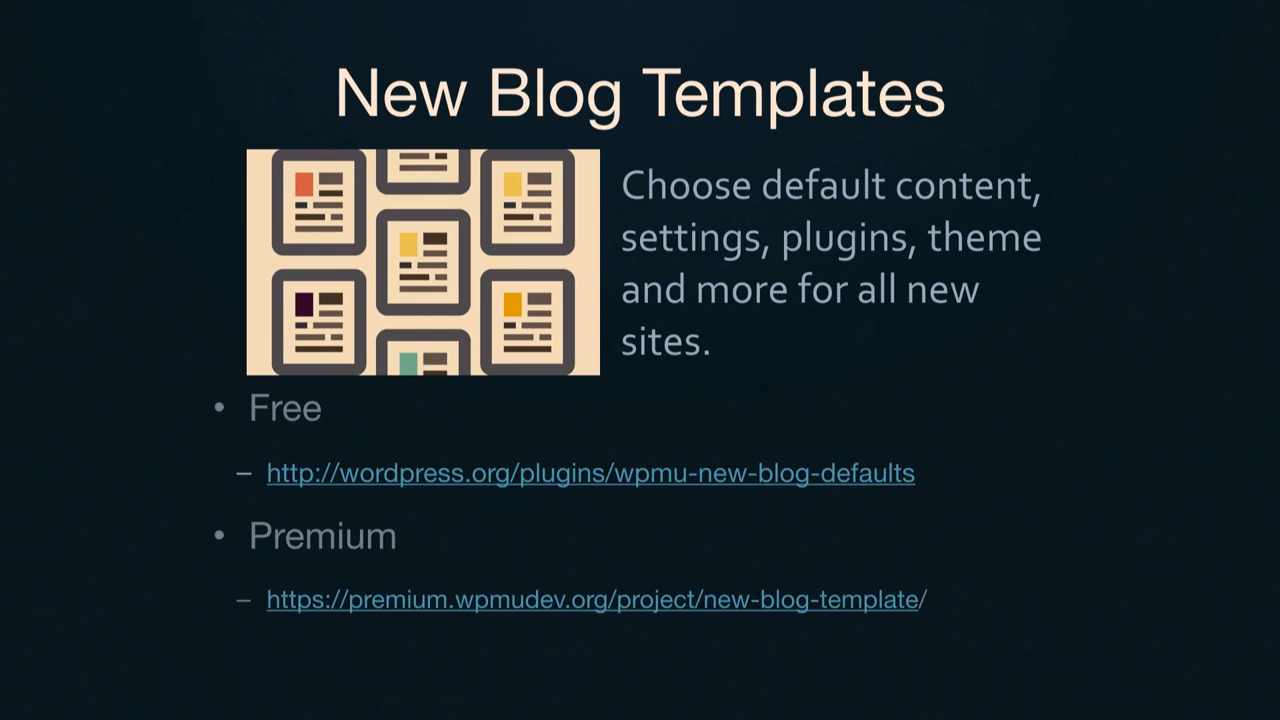 New Blog Templates
Choose default content,
settings, plugins, theme
and more for all new
sites.
• Free
– http://wordpress.org/plugins/wpmu-new-blog-defaults
• Premium
– https://premium.wpmudev.org/project/new-blog-template/